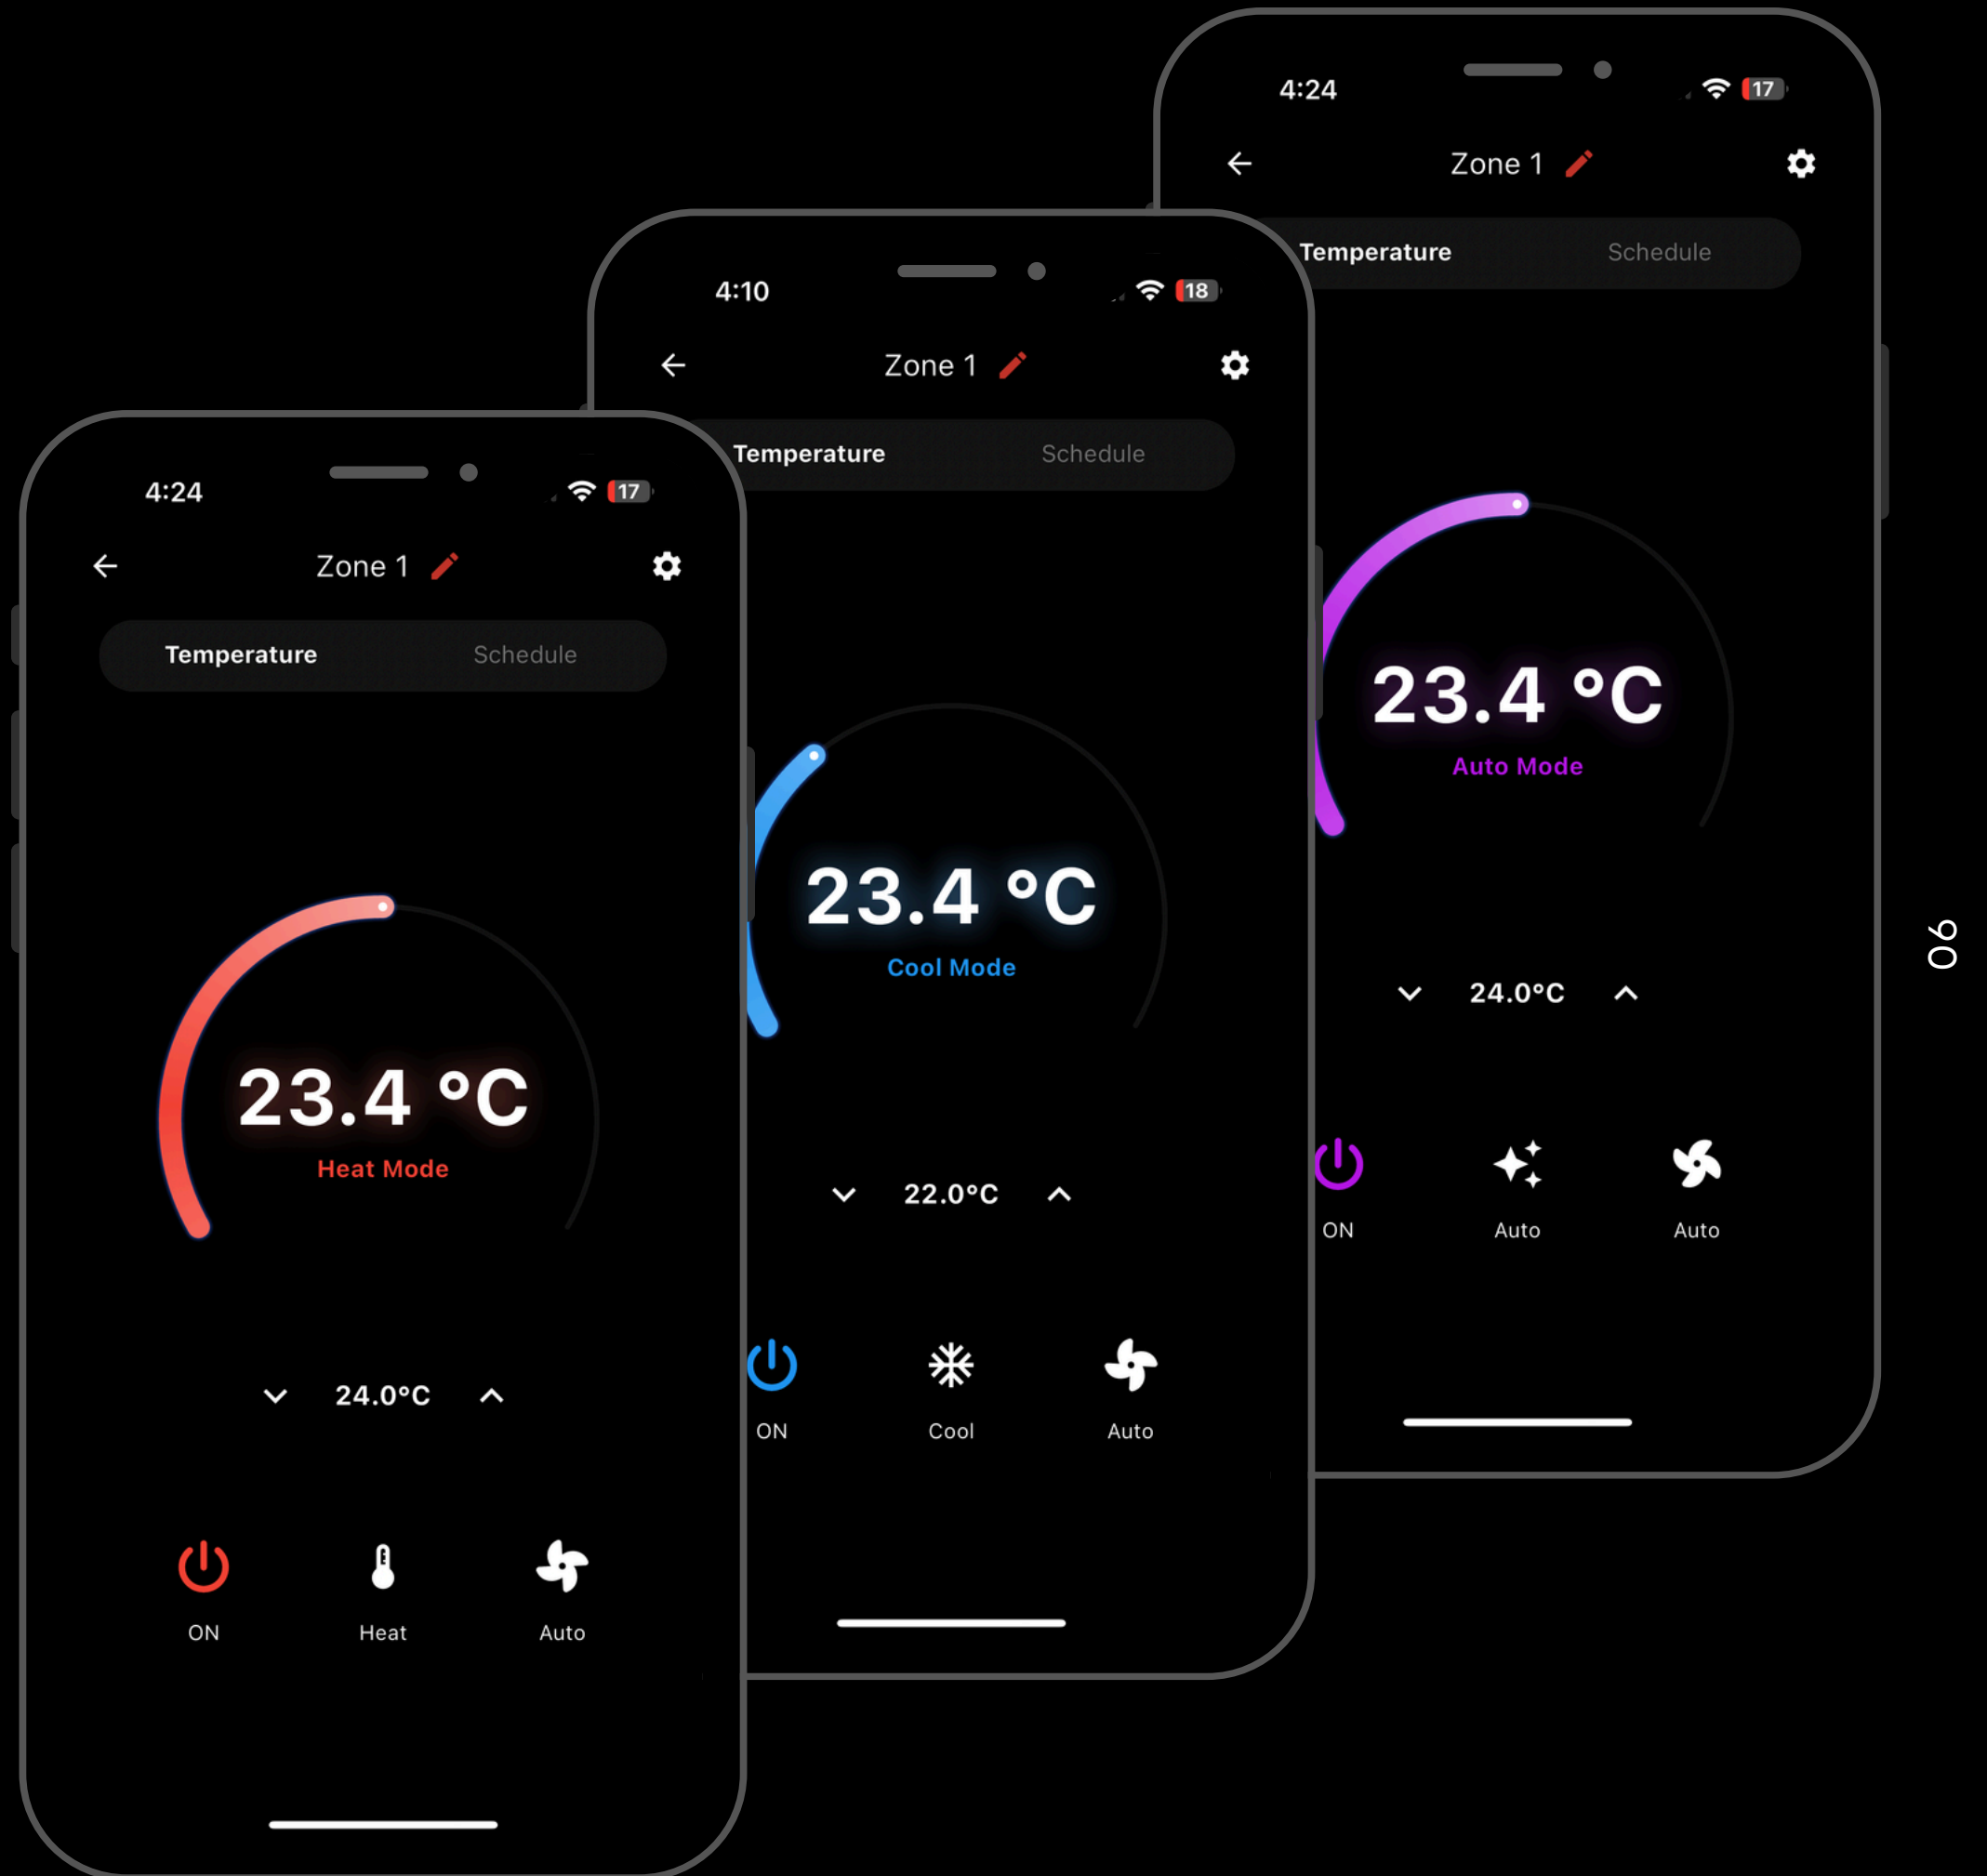 4:24
17
Zone 1
Temperature Schedule
23.4 °C
Heat Mode
24.0°C
ON Heat Auto
4:10
18
Zone 1
Temperature Schedule
23.4 °C
Cool Mode
22.0°C
ON Cool Auto
4:24
17
Zone 1
Temperature Schedule
23.4 °C
Auto Mode
24.0°C
ON Auto Auto
06